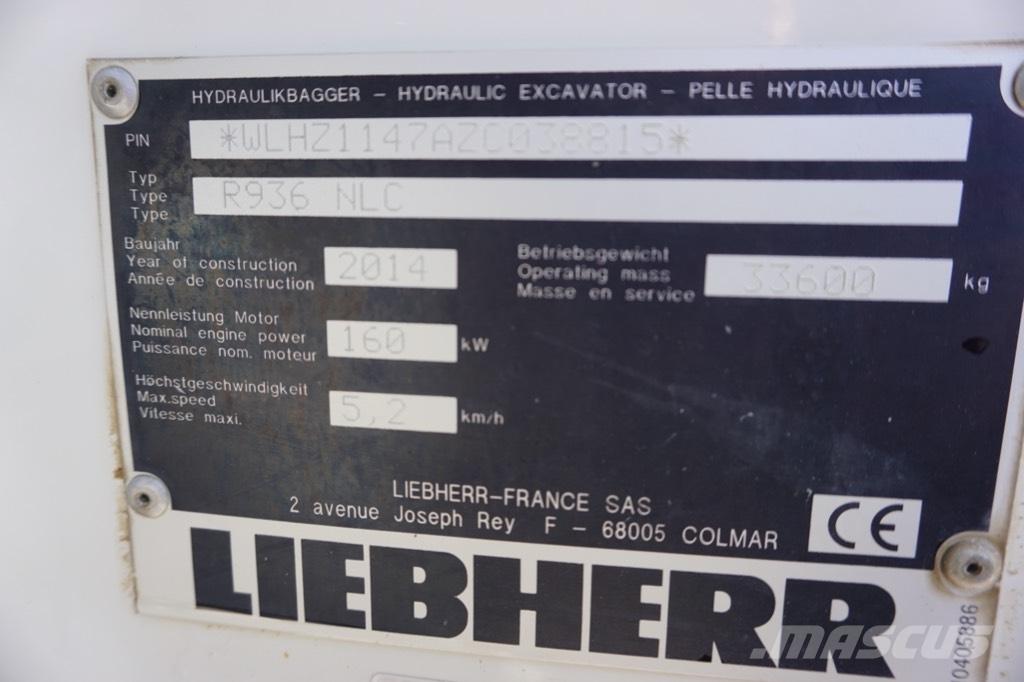 HYDRAULIKBAGGER - HYDRAULIC EXCAVATOR - PELLE HYDRAULIQUE
PIN *WLHZ1147AZC038815*
Typ
Type R936 NLC
Type
Baujahr
Year of construction 2014
Année de construction
Betriebsgewicht
Operating mass 33600 kg
Masse en service
Nennleistung Motor
Nominal engine power 160 kW
Puissance nom. moteur
Höchstgeschwindigkeit
Max.speed 5,2 km/h
Vitesse maxi.
LIEBHERR-FRANCE SAS
2 avenue Joseph Rey F - 68005 COLMAR
CE
LIEBHERR
MASCUS